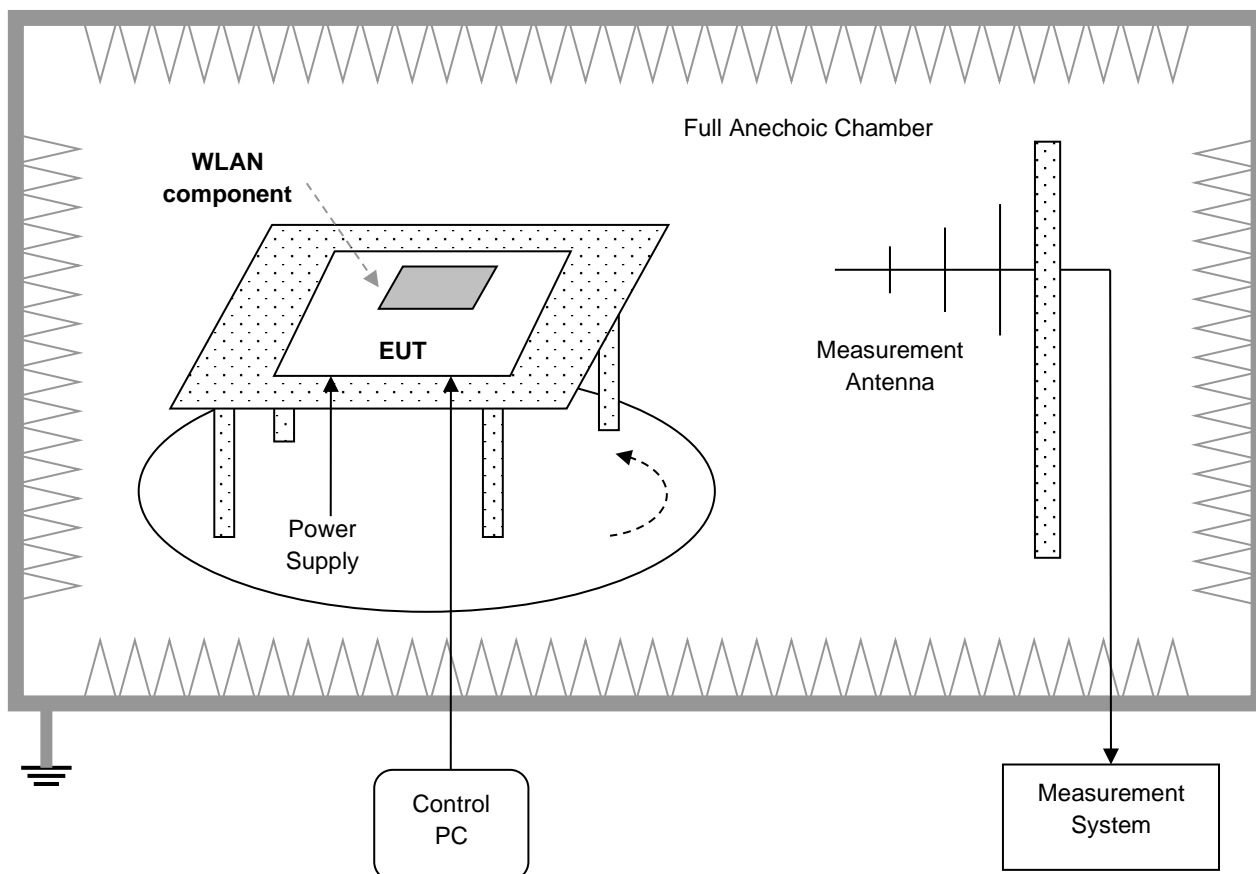 Full Anechoic Chamber
WLAN
component
EUT
Measurement
Antenna
Power
Supply
Control
PC
Measurement
System